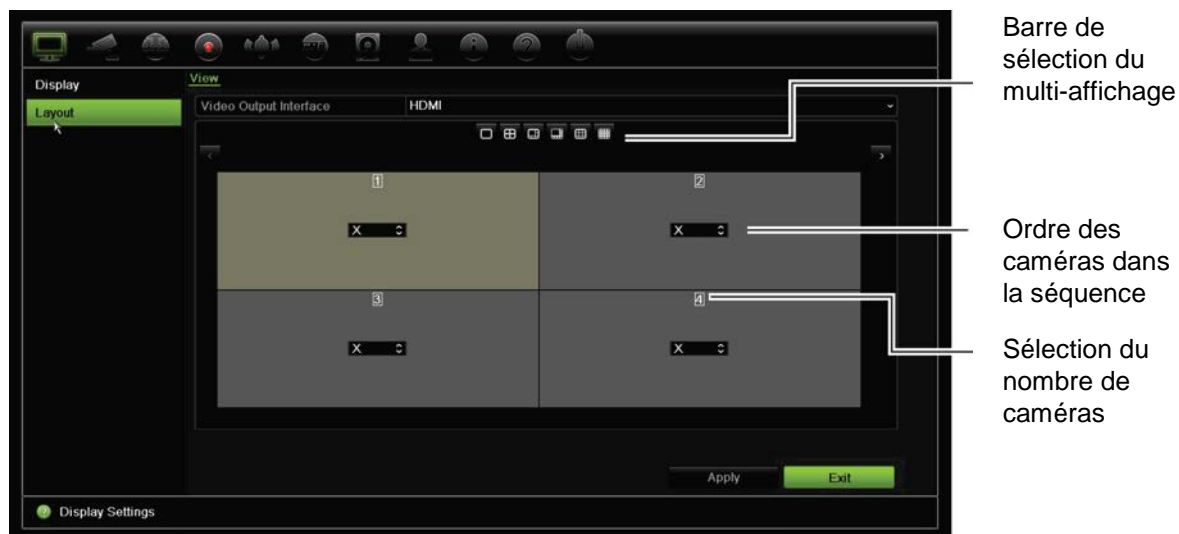 Display
Layout
View
Video Output Interface
HDMI
1
2
X
X
3
4
X
X
Apply
Exit
Display Settings
Barre de
sélection du
multi-affichage
Ordre des
caméras dans
la séquence
Sélection du
nombre de
caméras